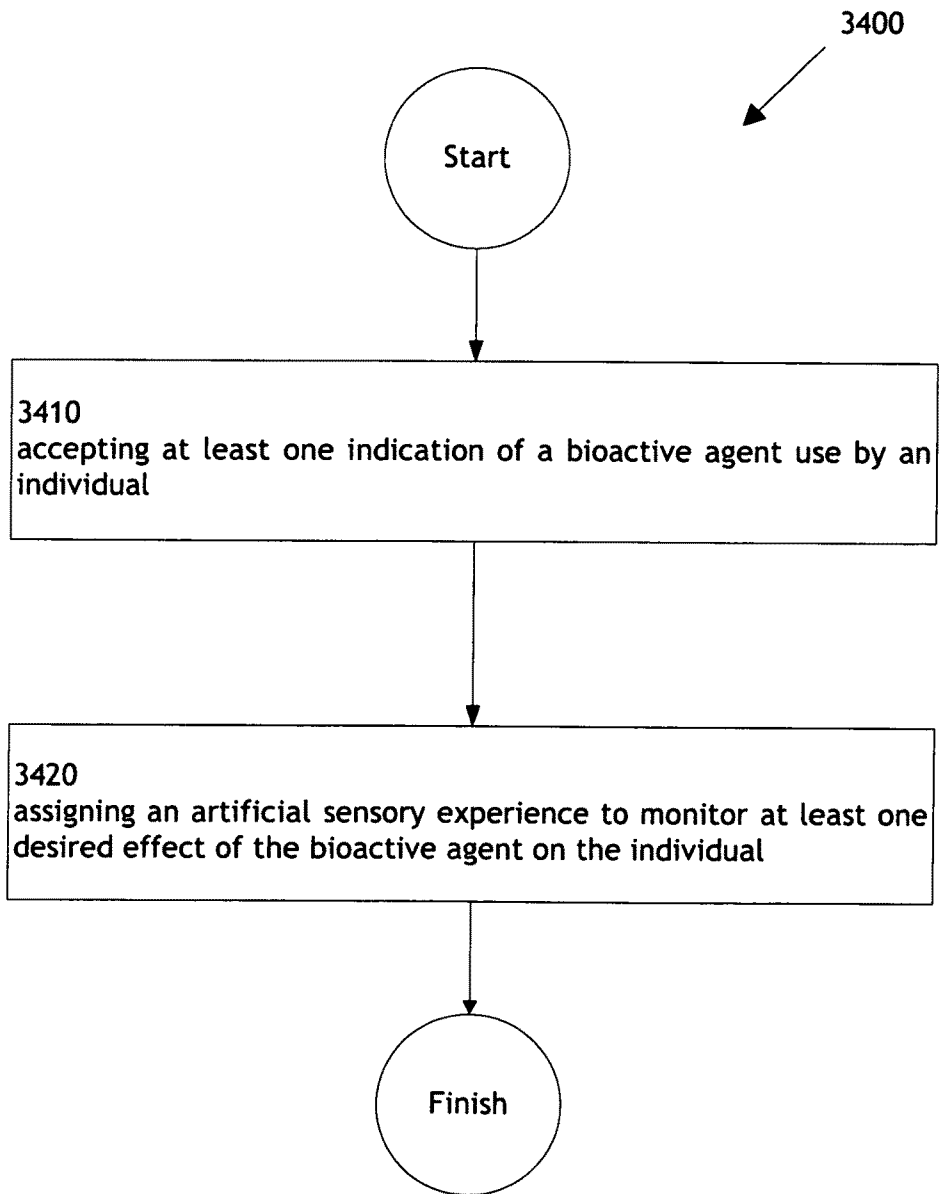 3400
Start
3410
accepting at least one indication of a bioactive agent use by an
individual
3420
assigning an artificial sensory experience to monitor at least one
desired effect of the bioactive agent on the individual
Finish